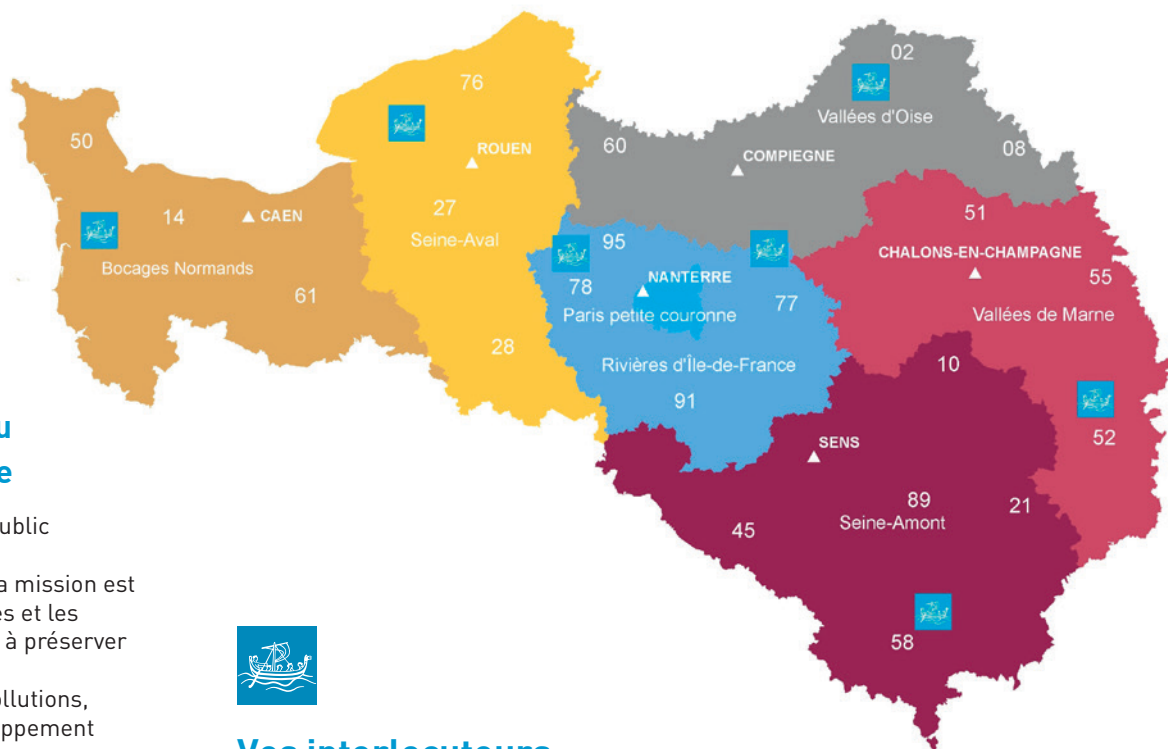 02
76
Vallées d'Oise
50
60
08
ROUEN
COMPIEGNE
14
CAEN
27
51
Seine-Aval
95
CHALONS-EN-CHAMPAGNE
Bocages Normands
78
NANTERRE
77
55
61
Paris petite couronne
Vallées de Marne
28
Rivières d'Île-de-France
10
91
SENS
52
89
21
45
Seine-Amont
58
u
e
ublic
a mission est
es et les
à préserver
ollutions,
ppement
Vos interlocuteurs